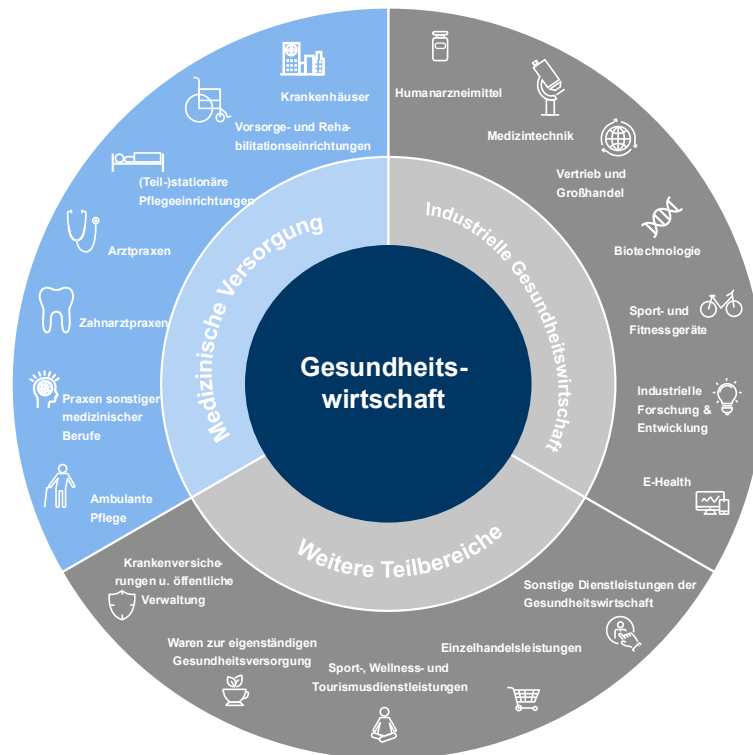 Gesundheits-
wirtschaft
Medizinische Versorgung
Krankenhäuser
Vorsorge- und Reha-
bilitationseinrichtungen
(Teil-)stationäre
Pflegeeinrichtungen
Arztpraxen
Zahnarztpraxen
Praxen sonstiger
medizinischer
Berufe
Ambulante
Pflege
Industrielle Gesundheitswirtschaft
Humanarzneimittel
Medizintechnik
Vertrieb und
Großhandel
Biotechnologie
Sport- und
Fitnessgeräte
Industrielle
Forschung &
Entwicklung
E-Health
Weitere Teilbereiche
Krankenversiche-
rungen u. öffentliche
Verwaltung
Waren zur eigenständigen
Gesundheitsversorgung
Sport-, Wellness- und
Tourismusdienstleistungen
Einzelhandelsleistungen
Sonstige Dienstleistungen der
Gesundheitswirtschaft